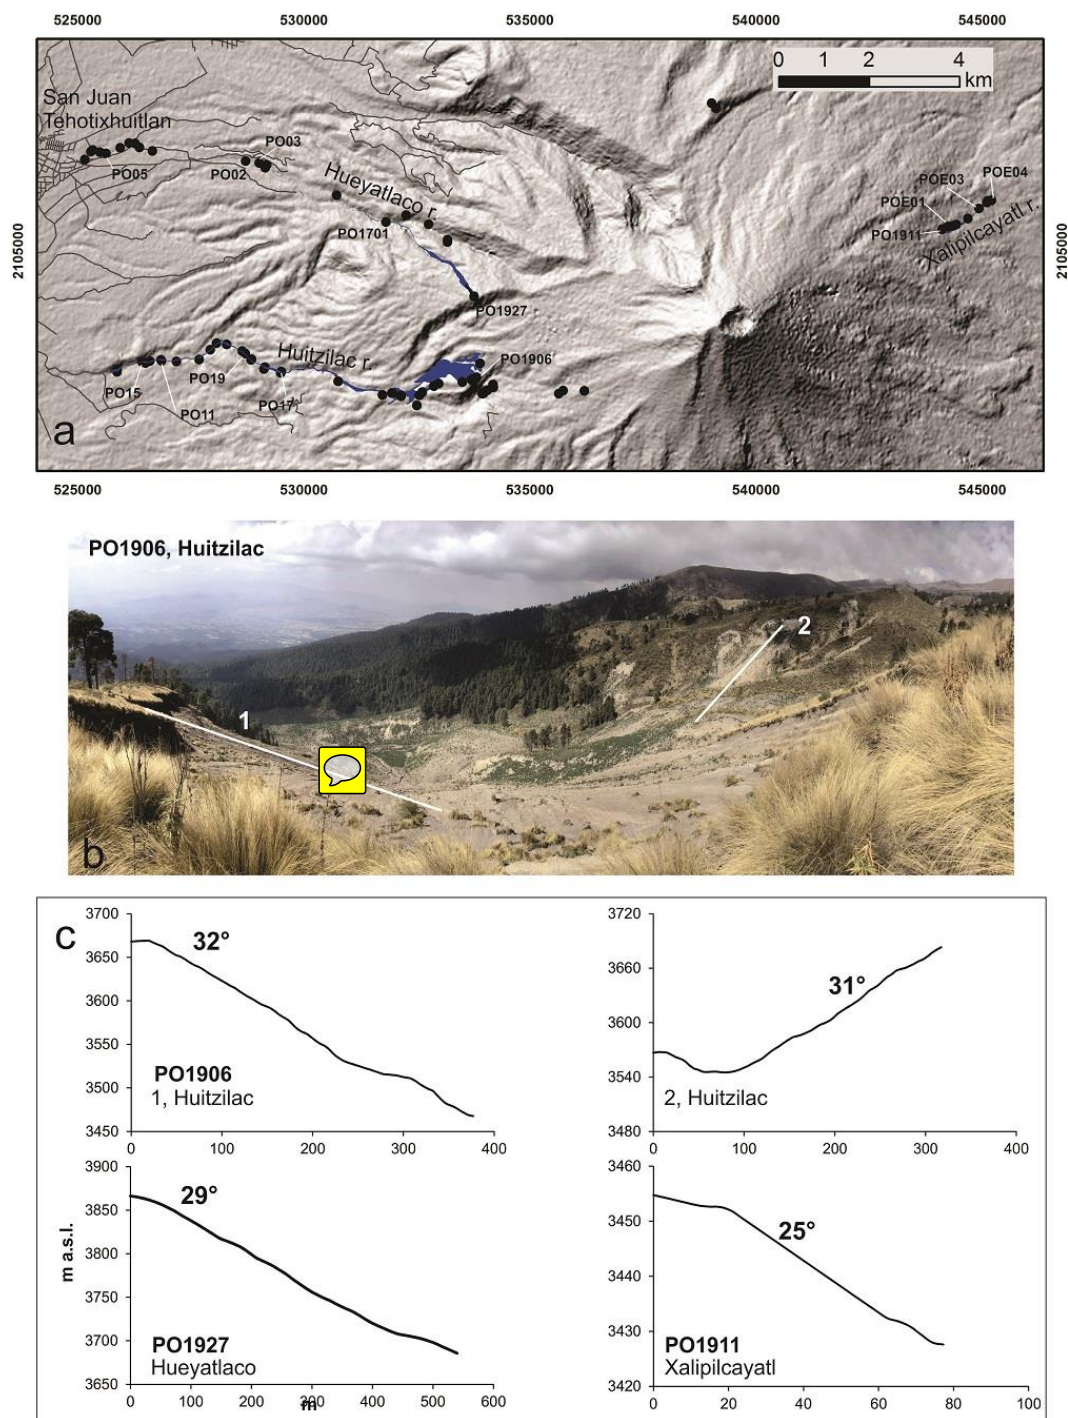 525000 530000 535000 540000 545000
0 1 2 4
km
San Juan
Tehotixhuitlan
PO03
PO05
PO02
POE04
POE03
Hueyatlaco r.
POE01
PO1701
PO1911
Xalipilcayatl r.
2105000
2105000
PO1927
Huitzilac r.
PO1906
PO15
PO19
PO11
PO17
a
525000 530000 535000 540000 545000
PO1906, Huitzilac
2
1
b
c
3700
3650
3600
3550
3500
3450
32°
PO1906
1, Huitzilac
0 100 200 300 400
3720
3660
3600
3540
3480
31°
2, Huitzilac
0 100 200 300 400
m a.s.l.
3900
3850
3800
3750
3700
3650
29°
PO1927
Hueyatlaco
0 100 200 300 400 500 600
m
3460
3450
3440
3430
3420
25°
PO1911
Xalipilcayatl
0 20 40 60 80 100